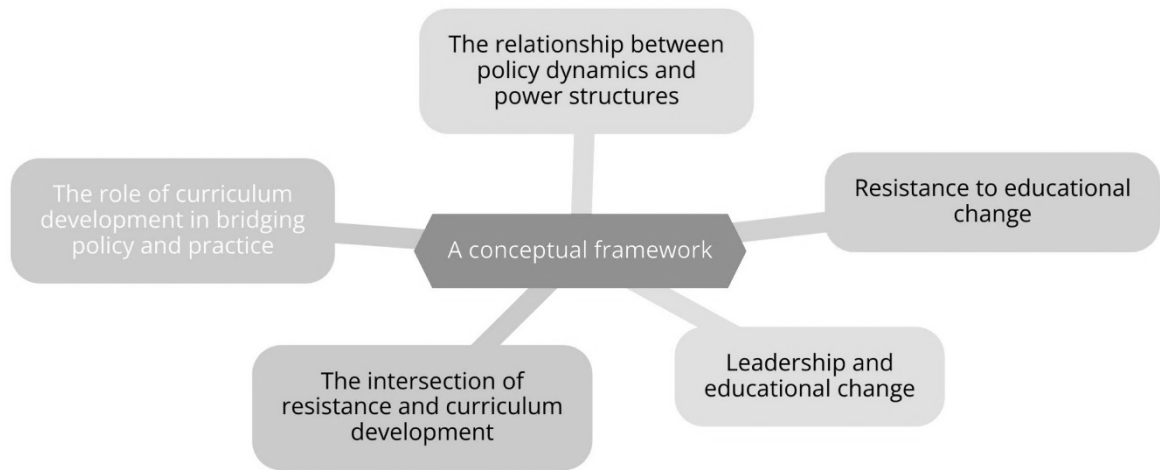 The relationship between
policy dynamics and
power structures
The role of curriculum
development in bridging
policy and practice
Resistance to educational
change
A conceptual framework
The intersection of
resistance and curriculum
development
Leadership and
educational change